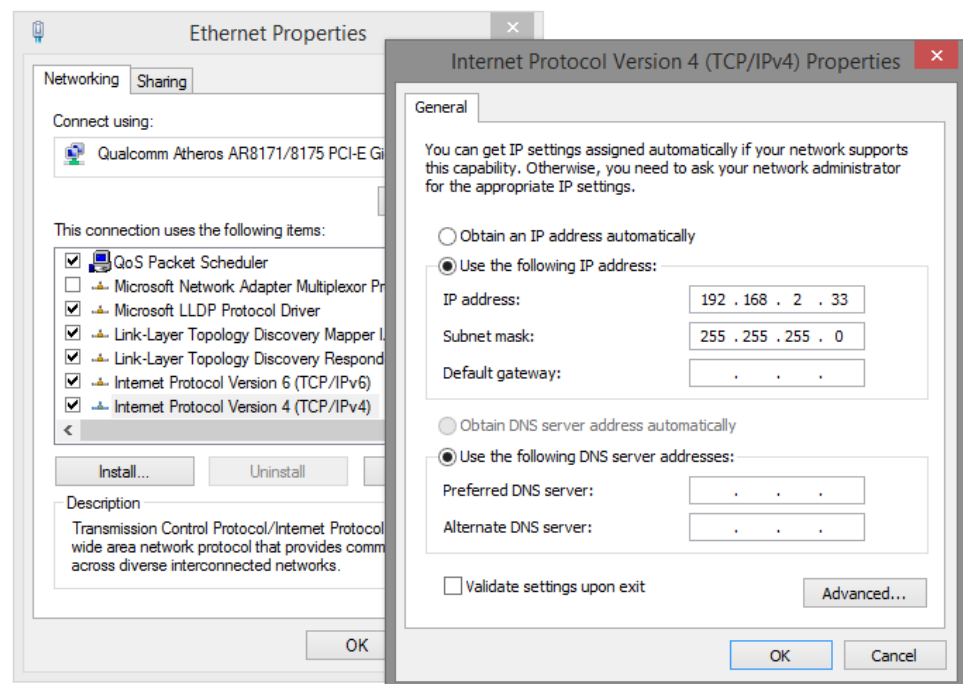 Ethernet Properties
Networking
Sharing
Connect using:
Qualcomm Atheros AR8171/8175 PCI-E
This connection uses the following items:
QoS Packet Scheduler
Microsoft Network Adapter Multiplexor
Microsoft LLDP Protocol Driver
Link-Layer Topology Discovery Mapper
Link-Layer Topology Discovery
Internet Protocol Version 6 (TCP/IPv6)
Internet Protocol Version 4 (TCP/IPv4)
Install...
Uninstall
Description
Transmission Control Protocol/Internet Protocol
wide area network protocol that provides
across diverse interconnected networks.
OK
Internet Protocol Version 4 (TCP/IPv4) Properties
General
You can get IP settings assigned automatically if your network supports
this capability. Otherwise, you need to ask your network administrator
for the appropriate IP settings.
Obtain an IP address automatically
Use the following IP address:
IP address: 192 . 168 . 2 . 33
Subnet mask: 255 . 255 . 255 . 0
Default gateway: . . .
Obtain DNS server address automatically
Use the following DNS server addresses:
Preferred DNS server: . . .
Alternate DNS server: . . .
Validate settings upon exit
Advanced...
OK
Cancel